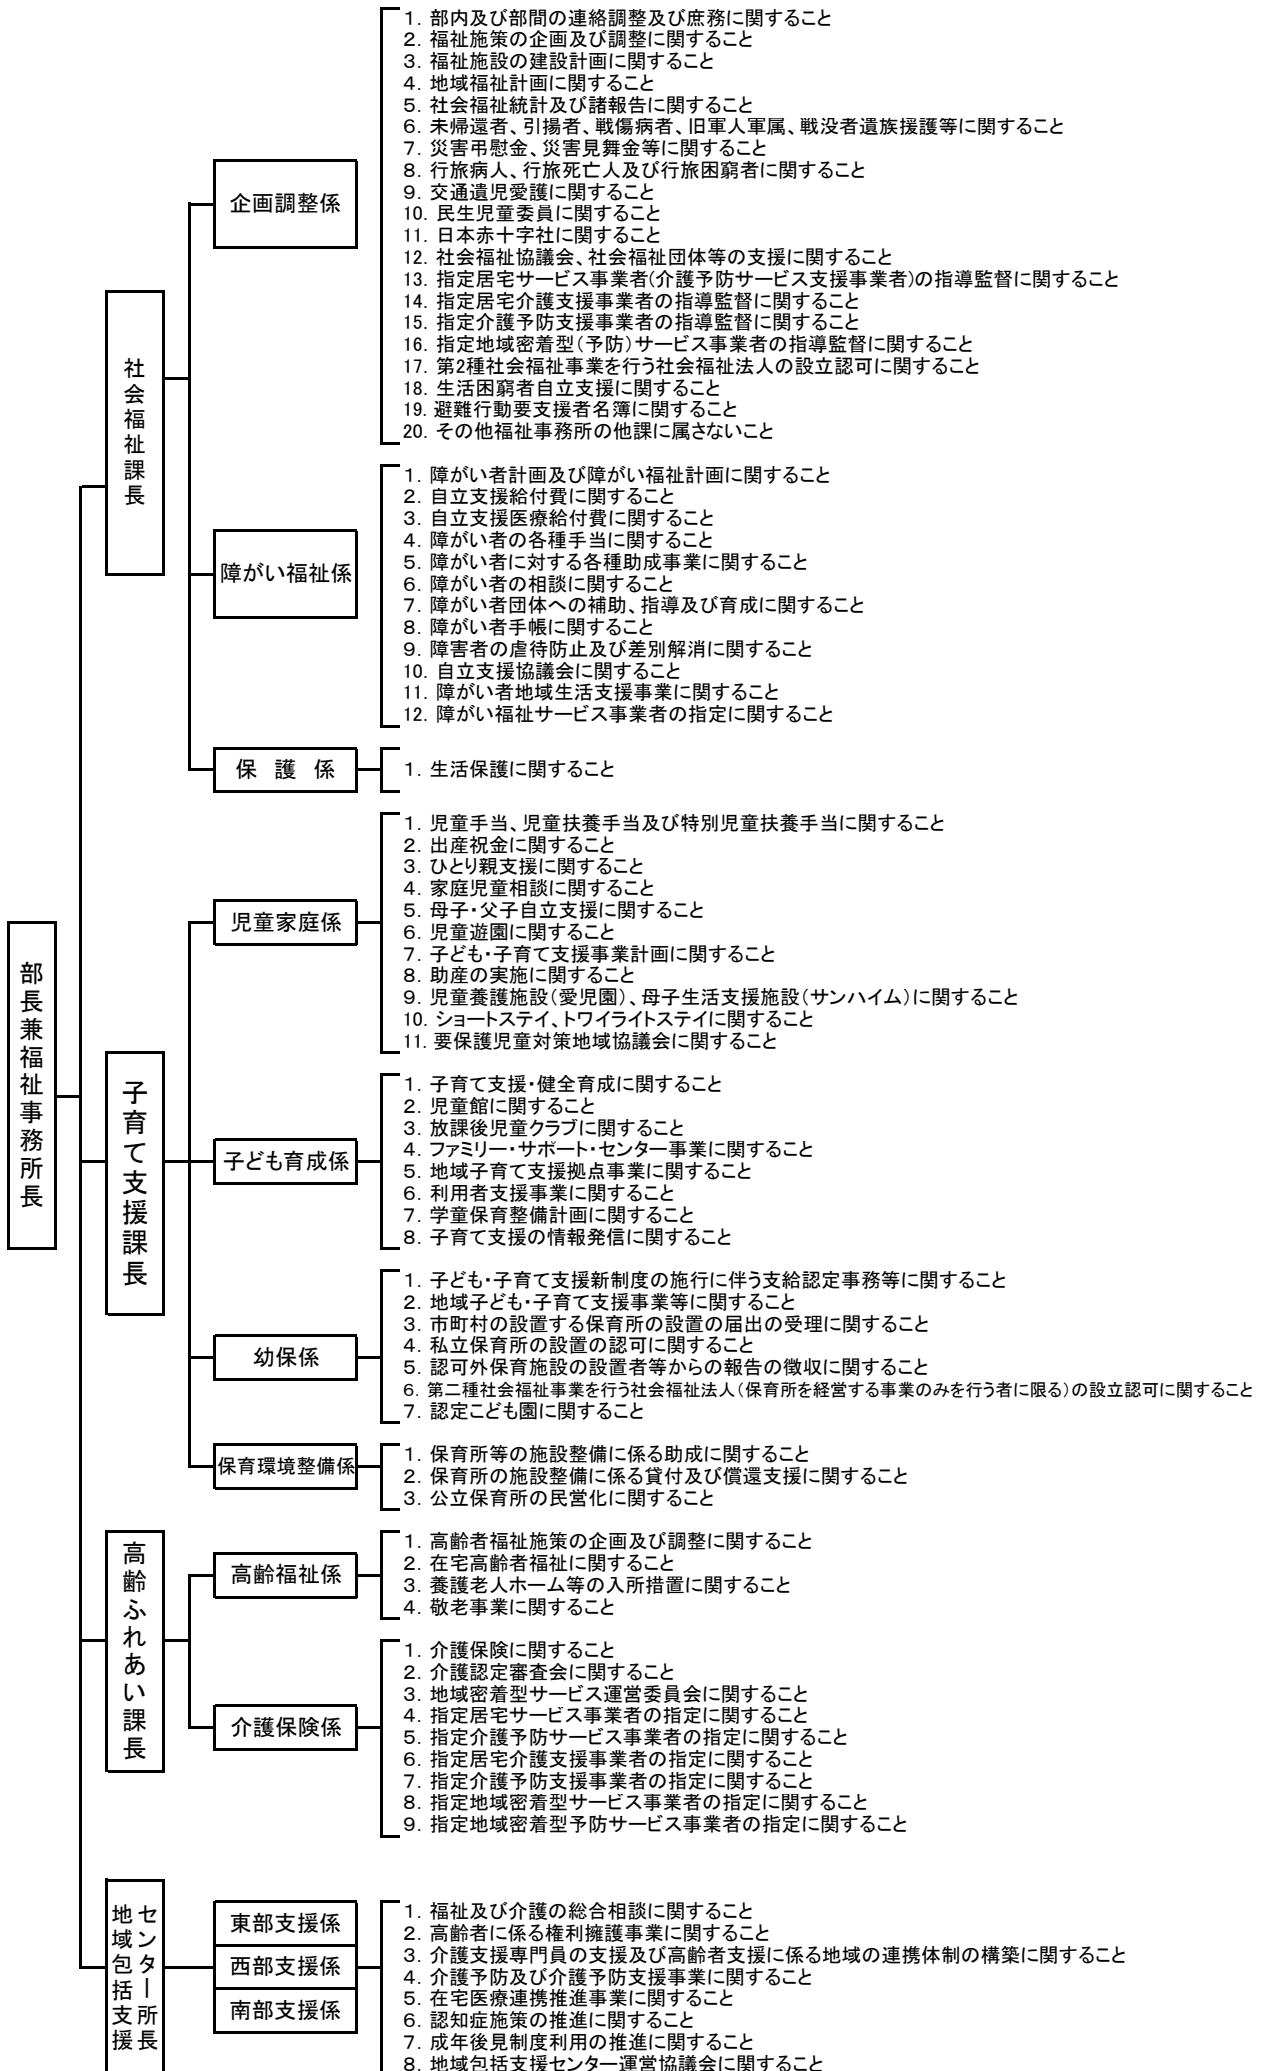 部長兼福祉事務所長
社会福祉課長
企画調整係
1. 部内及び部間の連絡調整及び庶務に関すること
2. 福祉施策の企画及び調整に関すること
3. 福祉施設の建設計画に関すること
4. 地域福祉計画に関すること
5. 社会福祉統計及び諸報告に関すること
6. 未帰還者、引揚者、戦傷病者、旧軍人軍属、戦没者遺族援護等に関すること
7. 災害弔慰金、災害見舞金等に関すること
8. 行旅病人、行旅死亡人及び行旅困窮者に関すること
9. 交通遺児愛護に関すること
10. 民生児童委員に関すること
11. 日本赤十字社に関すること
12. 社会福祉協議会、社会福祉団体等の支援に関すること
13. 指定居宅サービス事業者(介護予防サービス支援事業者)の指導監督に関すること
14. 指定居宅介護支援事業者の指導監督に関すること
15. 指定介護予防支援事業者の指導監督に関すること
16. 指定地域密着型(予防)サービス事業者の指導監督に関すること
17. 第2種社会福祉事業を行う社会福祉法人の設立認可に関すること
18. 生活困窮者自立支援に関すること
19. 避難行動要支援者名簿に関すること
20. その他福祉事務所の他課に属さないこと
障がい福祉係
1. 障がい者計画及び障がい福祉計画に関すること
2. 自立支援給付費に関すること
3. 自立支援医療給付費に関すること
4. 障がい者の各種手当に関すること
5. 障がい者に対する各種助成事業に関すること
6. 障がい者の相談に関すること
7. 障がい者団体への補助、指導及び育成に関すること
8. 障がい者手帳に関すること
9. 障害者の虐待防止及び差別解消に関すること
10. 自立支援協議会に関すること
11. 障がい者地域生活支援事業に関すること
12. 障がい福祉サービス事業者の指定に関すること
保 護 係
1. 生活保護に関すること
子育て支援課長
児童家庭係
1. 児童手当、児童扶養手当及び特別児童扶養手当に関すること
2. 出産祝金に関すること
3. ひとり親支援に関すること
4. 家庭児童相談に関すること
5. 母子・父子自立支援に関すること
6. 児童遊園に関すること
7. 子ども・子育て支援事業計画に関すること
8. 助産の実施に関すること
9. 児童養護施設(愛児園)、母子生活支援施設(サンハイム)に関すること
10. ショートステイ、トワイライトステイに関すること
11. 要保護児童対策地域協議会に関すること
子ども育成係
1. 子育て支援・健全育成に関すること
2. 児童館に関すること
3. 放課後児童クラブに関すること
4. ファミリー・サポート・センター事業に関すること
5. 地域子育て支援拠点事業に関すること
6. 利用者支援事業に関すること
7. 学童保育整備計画に関すること
8. 子育て支援の情報発信に関すること
幼保係
1. 子ども・子育て支援新制度の施行に伴う支給認定事務等に関すること
2. 地域子ども・子育て支援事業等に関すること
3. 市町村の設置する保育所の設置の届出の受理に関すること
4. 私立保育所の設置の認可に関すること
5. 認可外保育施設の設置者等からの報告の徴収に関すること
6. 第二種社会福祉事業を行う社会福祉法人(保育所を経営する事業のみを行う者に限る)の設立認可に関すること
7. 認定こども園に関すること
保育環境整備係
1. 保育所等の施設整備に係る助成に関すること
2. 保育所の施設整備に係る貸付及び償還支援に関すること
3. 公立保育所の民営化に関すること
高齢ふれあい課長
高齢福祉係
1. 高齢者福祉施策の企画及び調整に関すること
2. 在宅高齢者福祉に関すること
3. 養護老人ホーム等の入所措置に関すること
4. 敬老事業に関すること
介護保険係
1. 介護保険に関すること
2. 介護認定審査会に関すること
3. 地域密着型サービス運営委員会に関すること
4. 指定居宅サービス事業者の指定に関すること
5. 指定介護予防サービス事業者の指定に関すること
6. 指定居宅介護支援事業者の指定に関すること
7. 指定介護予防支援事業者の指定に関すること
8. 指定地域密着型サービス事業者の指定に関すること
9. 指定地域密着型予防サービス事業者の指定に関すること
地域包括支援
センター所長
東部支援係
西部支援係
南部支援係
1. 福祉及び介護の総合相談に関すること
2. 高齢者に係る権利擁護事業に関すること
3. 介護支援専門員の支援及び高齢者支援に係る地域の連携体制の構築に関すること
4. 介護予防及び介護予防支援事業に関すること
5. 在宅医療連携推進事業に関すること
6. 認知症施策の推進に関すること
7. 成年後見制度利用の推進に関すること
8. 地域包括支援センター運営協議会に関すること